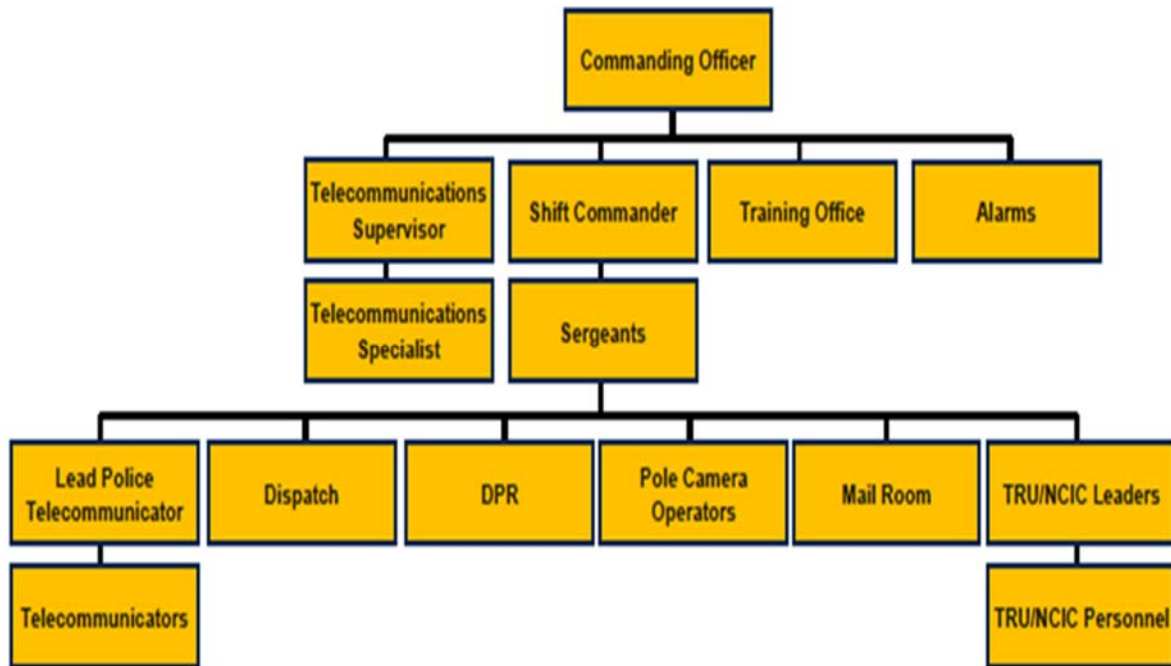 Commanding Officer
Telecommunications
Supervisor
Shift Commander
Training Office
Alarms
Telecommunications
Specialist
Sergeants
Lead Police
Telecommunicator
Dispatch
DPR
Pole Camera
Operators
Mail Room
TRU/NCIC Leaders
Telecommunicators
TRU/NCIC Personnel